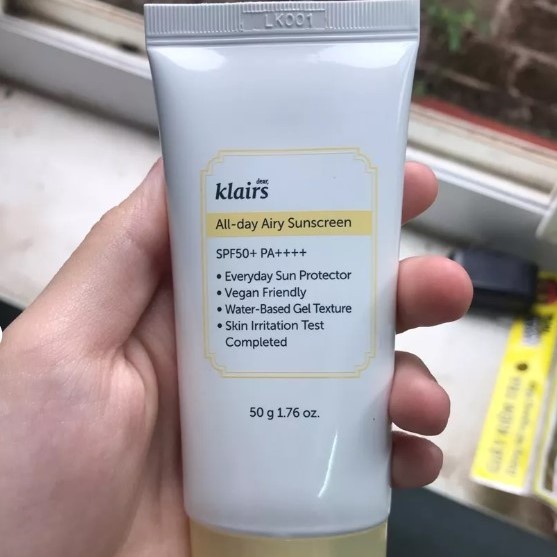 LK001
dear,
klairs
All-day Airy Sunscreen
SPF50+ PA++++
• Everyday Sun Protector
• Vegan Friendly
• Water-Based Gel Texture
• Skin Irritation Test
Completed
50 g 1.76 oz.